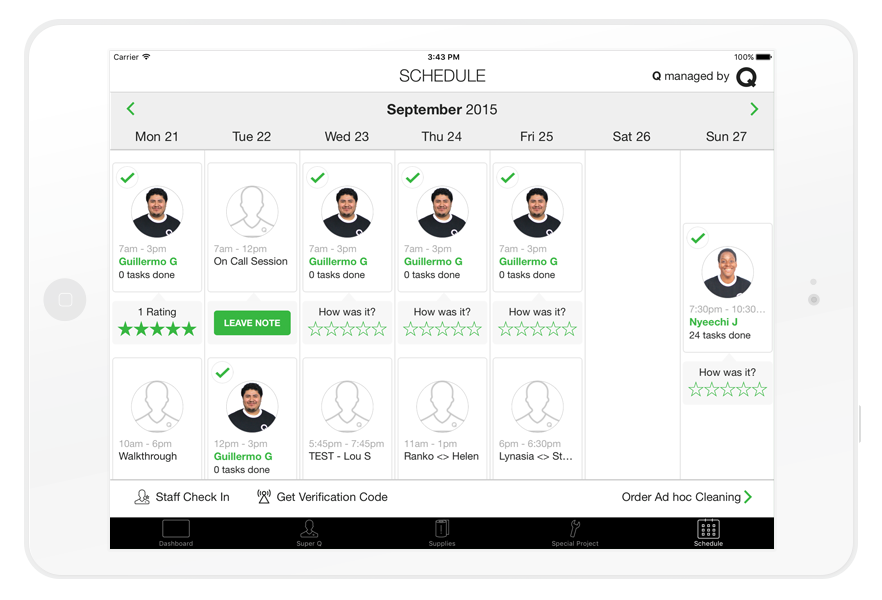 Carrier
3:43 PM
100%
SCHEDULE
Q managed by Q
September 2015
Mon 21
Tue 22
Wed 23
Thu 24
Fri 25
Sat 26
Sun 27
7am - 3pm
Guillermo G
0 tasks done
1 Rating
7am - 12pm
On Call Session
LEAVE NOTE
7am - 3pm
Guillermo G
0 tasks done
How was it?
7am - 3pm
Guillermo G
0 tasks done
How was it?
7am - 3pm
Guillermo G
0 tasks done
How was it?
7:30pm - 10:30...
Nyeechi J
24 tasks done
How was it?
10am - 6pm
Walkthrough
12pm - 3pm
Guillermo G
0 tasks done
5:45pm - 7:45pm
TEST - Lou S
11am - 1pm
Ranko <> Helen
6pm - 6:30pm
Lynasia <> St...
Staff Check In
Get Verification Code
Order Ad hoc Cleaning
Dashboard
Super Q
Supplies
Special Project
Schedule